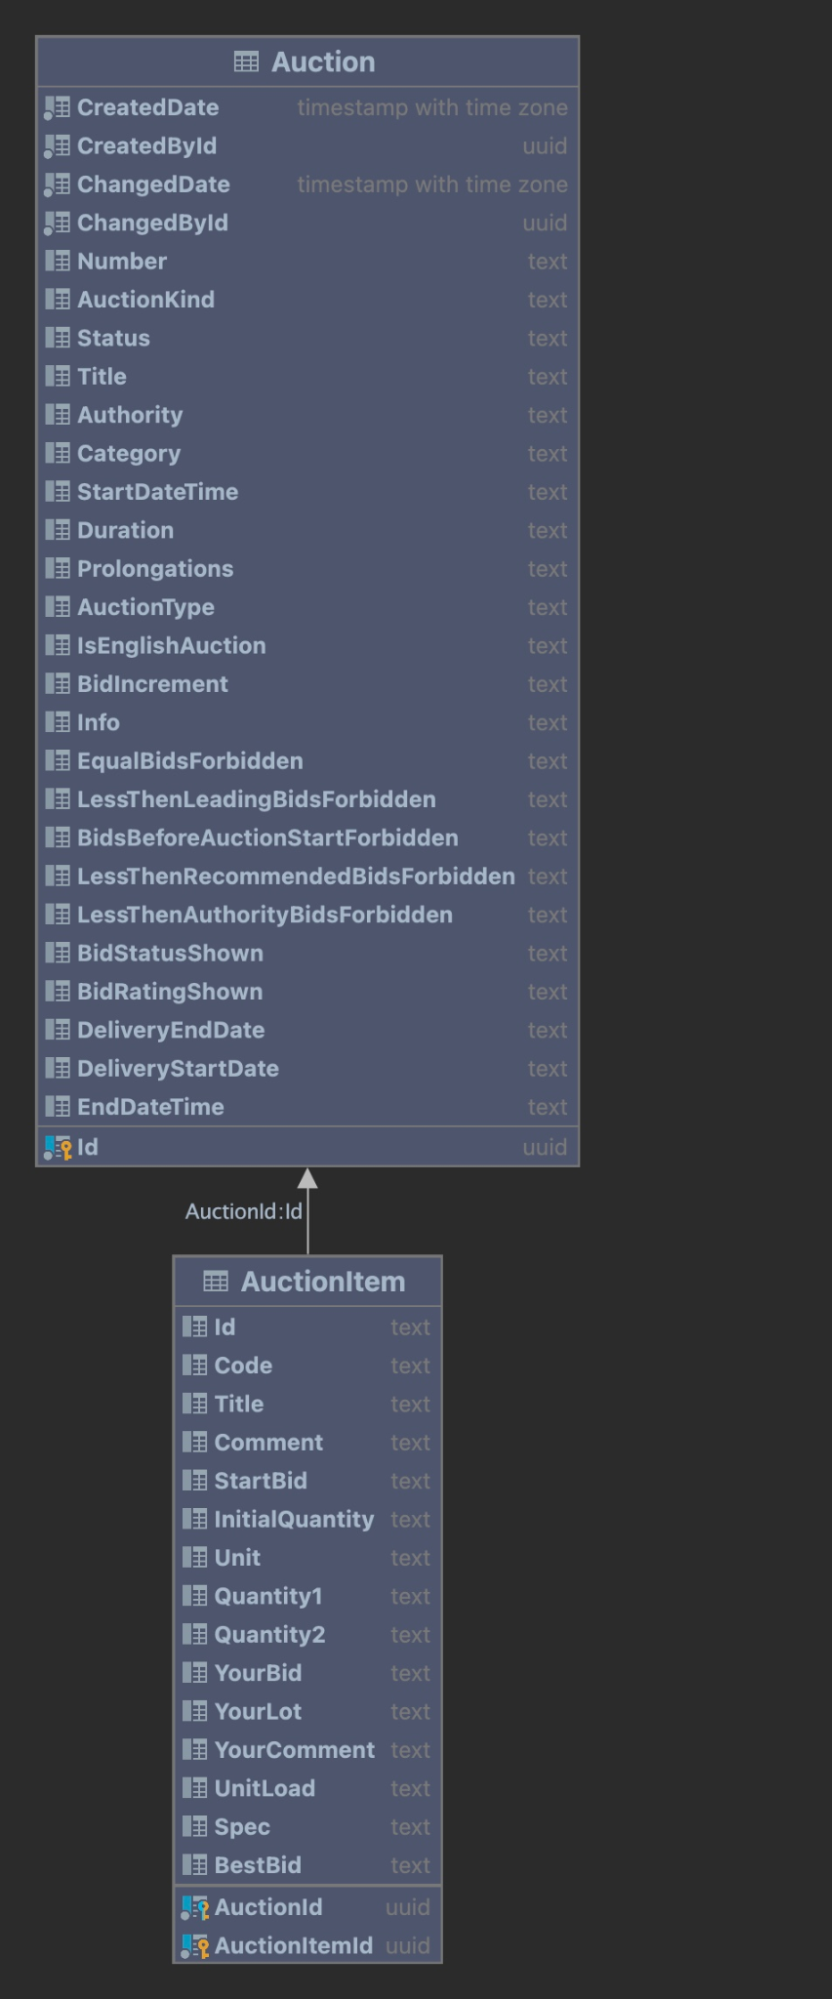 Auction
CreatedDate timestamp with time zone
CreatedById uuid
ChangedDate timestamp with time zone
ChangedById uuid
Number text
AuctionKind text
Status text
Title text
Authority text
Category text
StartDateTime text
Duration text
Prolongations text
AuctionType text
IsEnglishAuction text
BidIncrement text
Info text
EqualBidsForbidden text
LessThenLeadingBidsForbidden text
BidsBeforeAuctionStartForbidden text
LessThenRecommendedBidsForbidden text
LessThenAuthorityBidsForbidden text
BidStatusShown text
BidRatingShown text
DeliveryEndDate text
DeliveryStartDate text
EndDateTime text
Id uuid
AuctionId:Id
AuctionItem
Id text
Code text
Title text
Comment text
StartBid text
InitialQuantity text
Unit text
Quantity1 text
Quantity2 text
YourBid text
YourLot text
YourComment text
UnitLoad text
Spec text
BestBid text
AuctionId uuid
AuctionItemId uuid